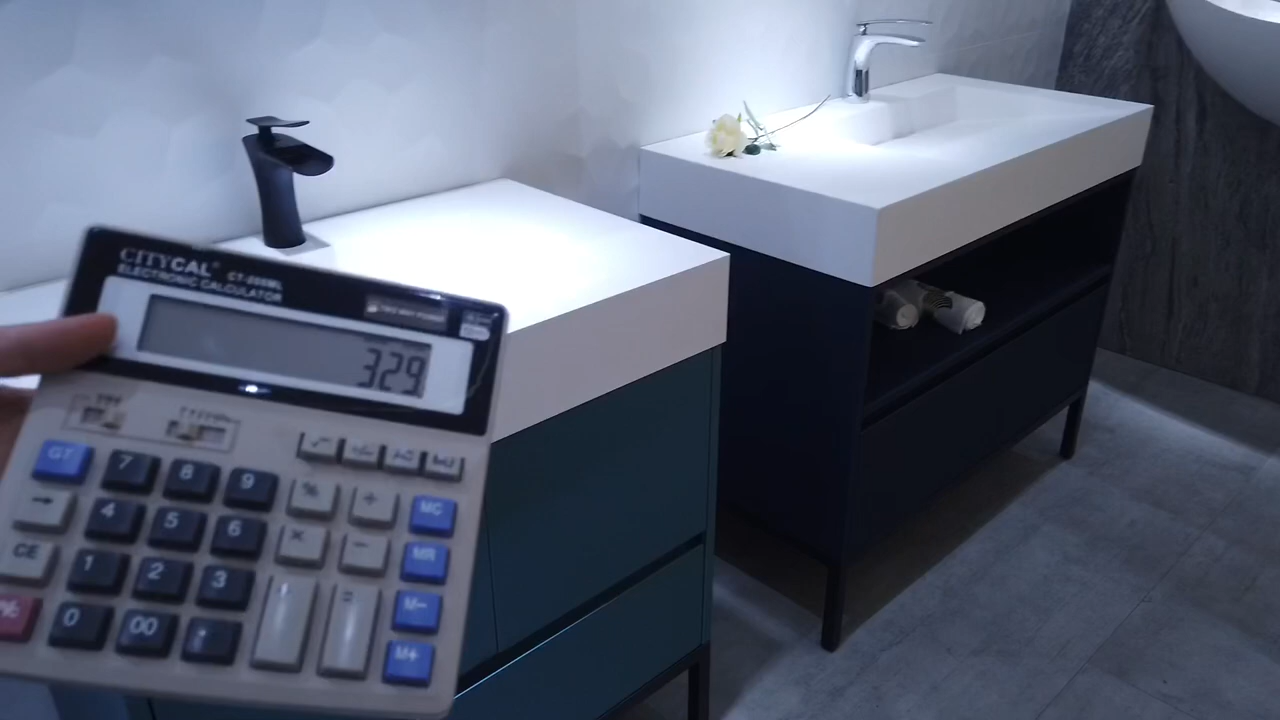 CITYCAL
ELECTRONIC CALCULATOR
329
GT
7
8
9
%
÷
MC
→
4
5
6
×
−
MR
CE
1
2
3
+
=
M−
0
00
·
M+